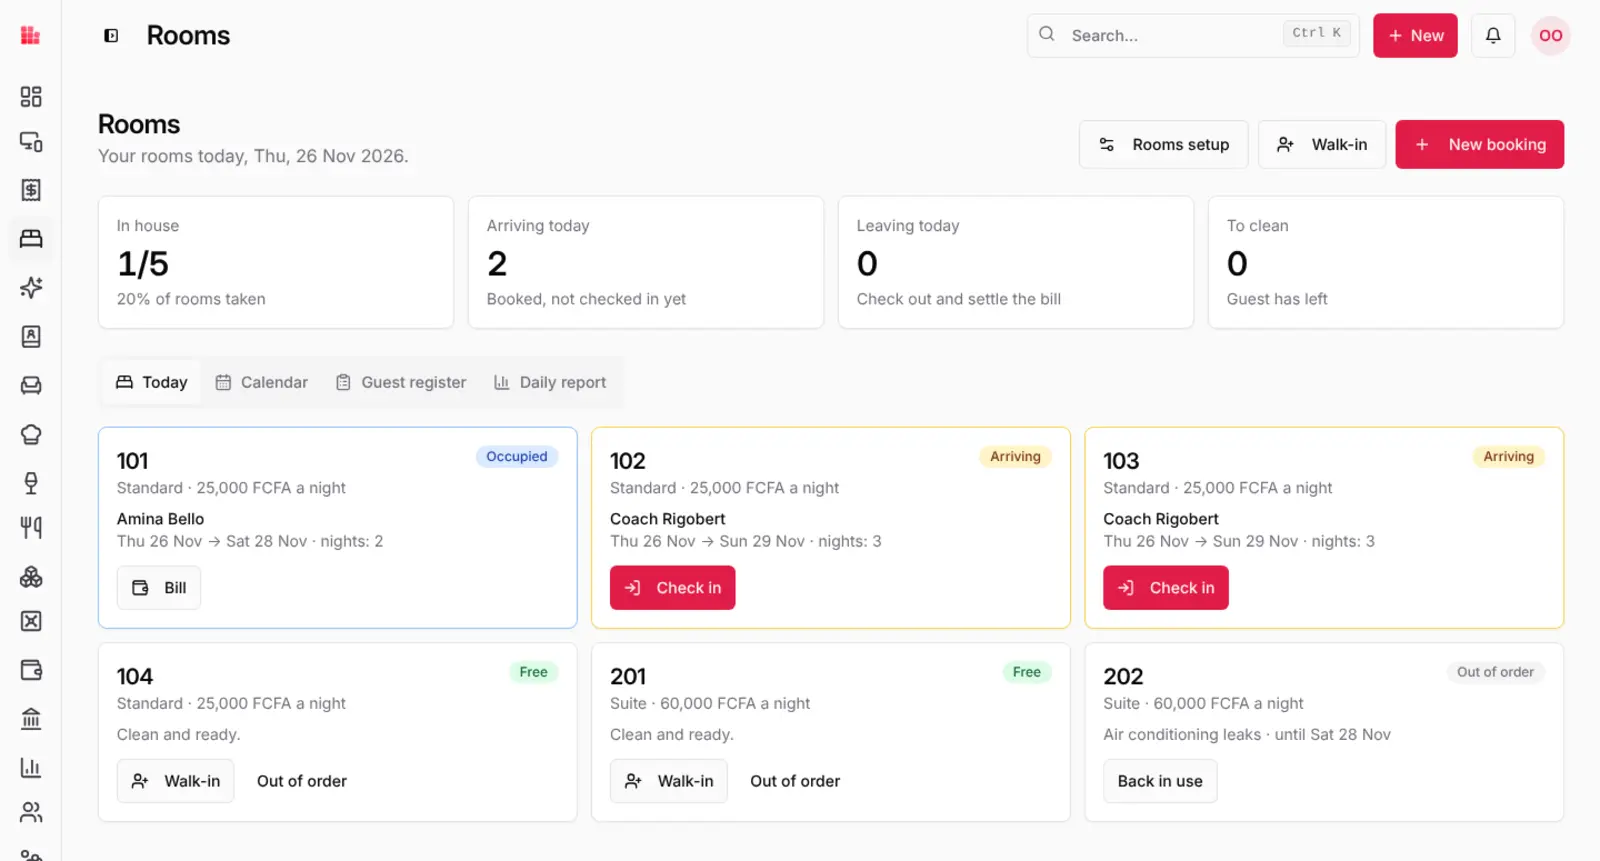 Rooms
Search...
Ctrl K
+ New
OO
Rooms
Your rooms today, Thu, 26 Nov 2026.
Rooms setup
Walk-in
+ New booking
In house
1/5
20% of rooms taken
Arriving today
2
Booked, not checked in yet
Leaving today
0
Check out and settle the bill
To clean
0
Guest has left
Today
Calendar
Guest register
Daily report
101
Occupied
Standard · 25,000 FCFA a night
Amina Bello
Thu 26 Nov → Sat 28 Nov · nights: 2
Bill
102
Arriving
Standard · 25,000 FCFA a night
Coach Rigobert
Thu 26 Nov → Sun 29 Nov · nights: 3
Check in
103
Arriving
Standard · 25,000 FCFA a night
Coach Rigobert
Thu 26 Nov → Sun 29 Nov · nights: 3
Check in
104
Free
Standard · 25,000 FCFA a night
Clean and ready.
Walk-in
Out of order
201
Free
Suite · 60,000 FCFA a night
Clean and ready.
Walk-in
Out of order
202
Out of order
Suite · 60,000 FCFA a night
Air conditioning leaks · until Sat 28 Nov
Back in use